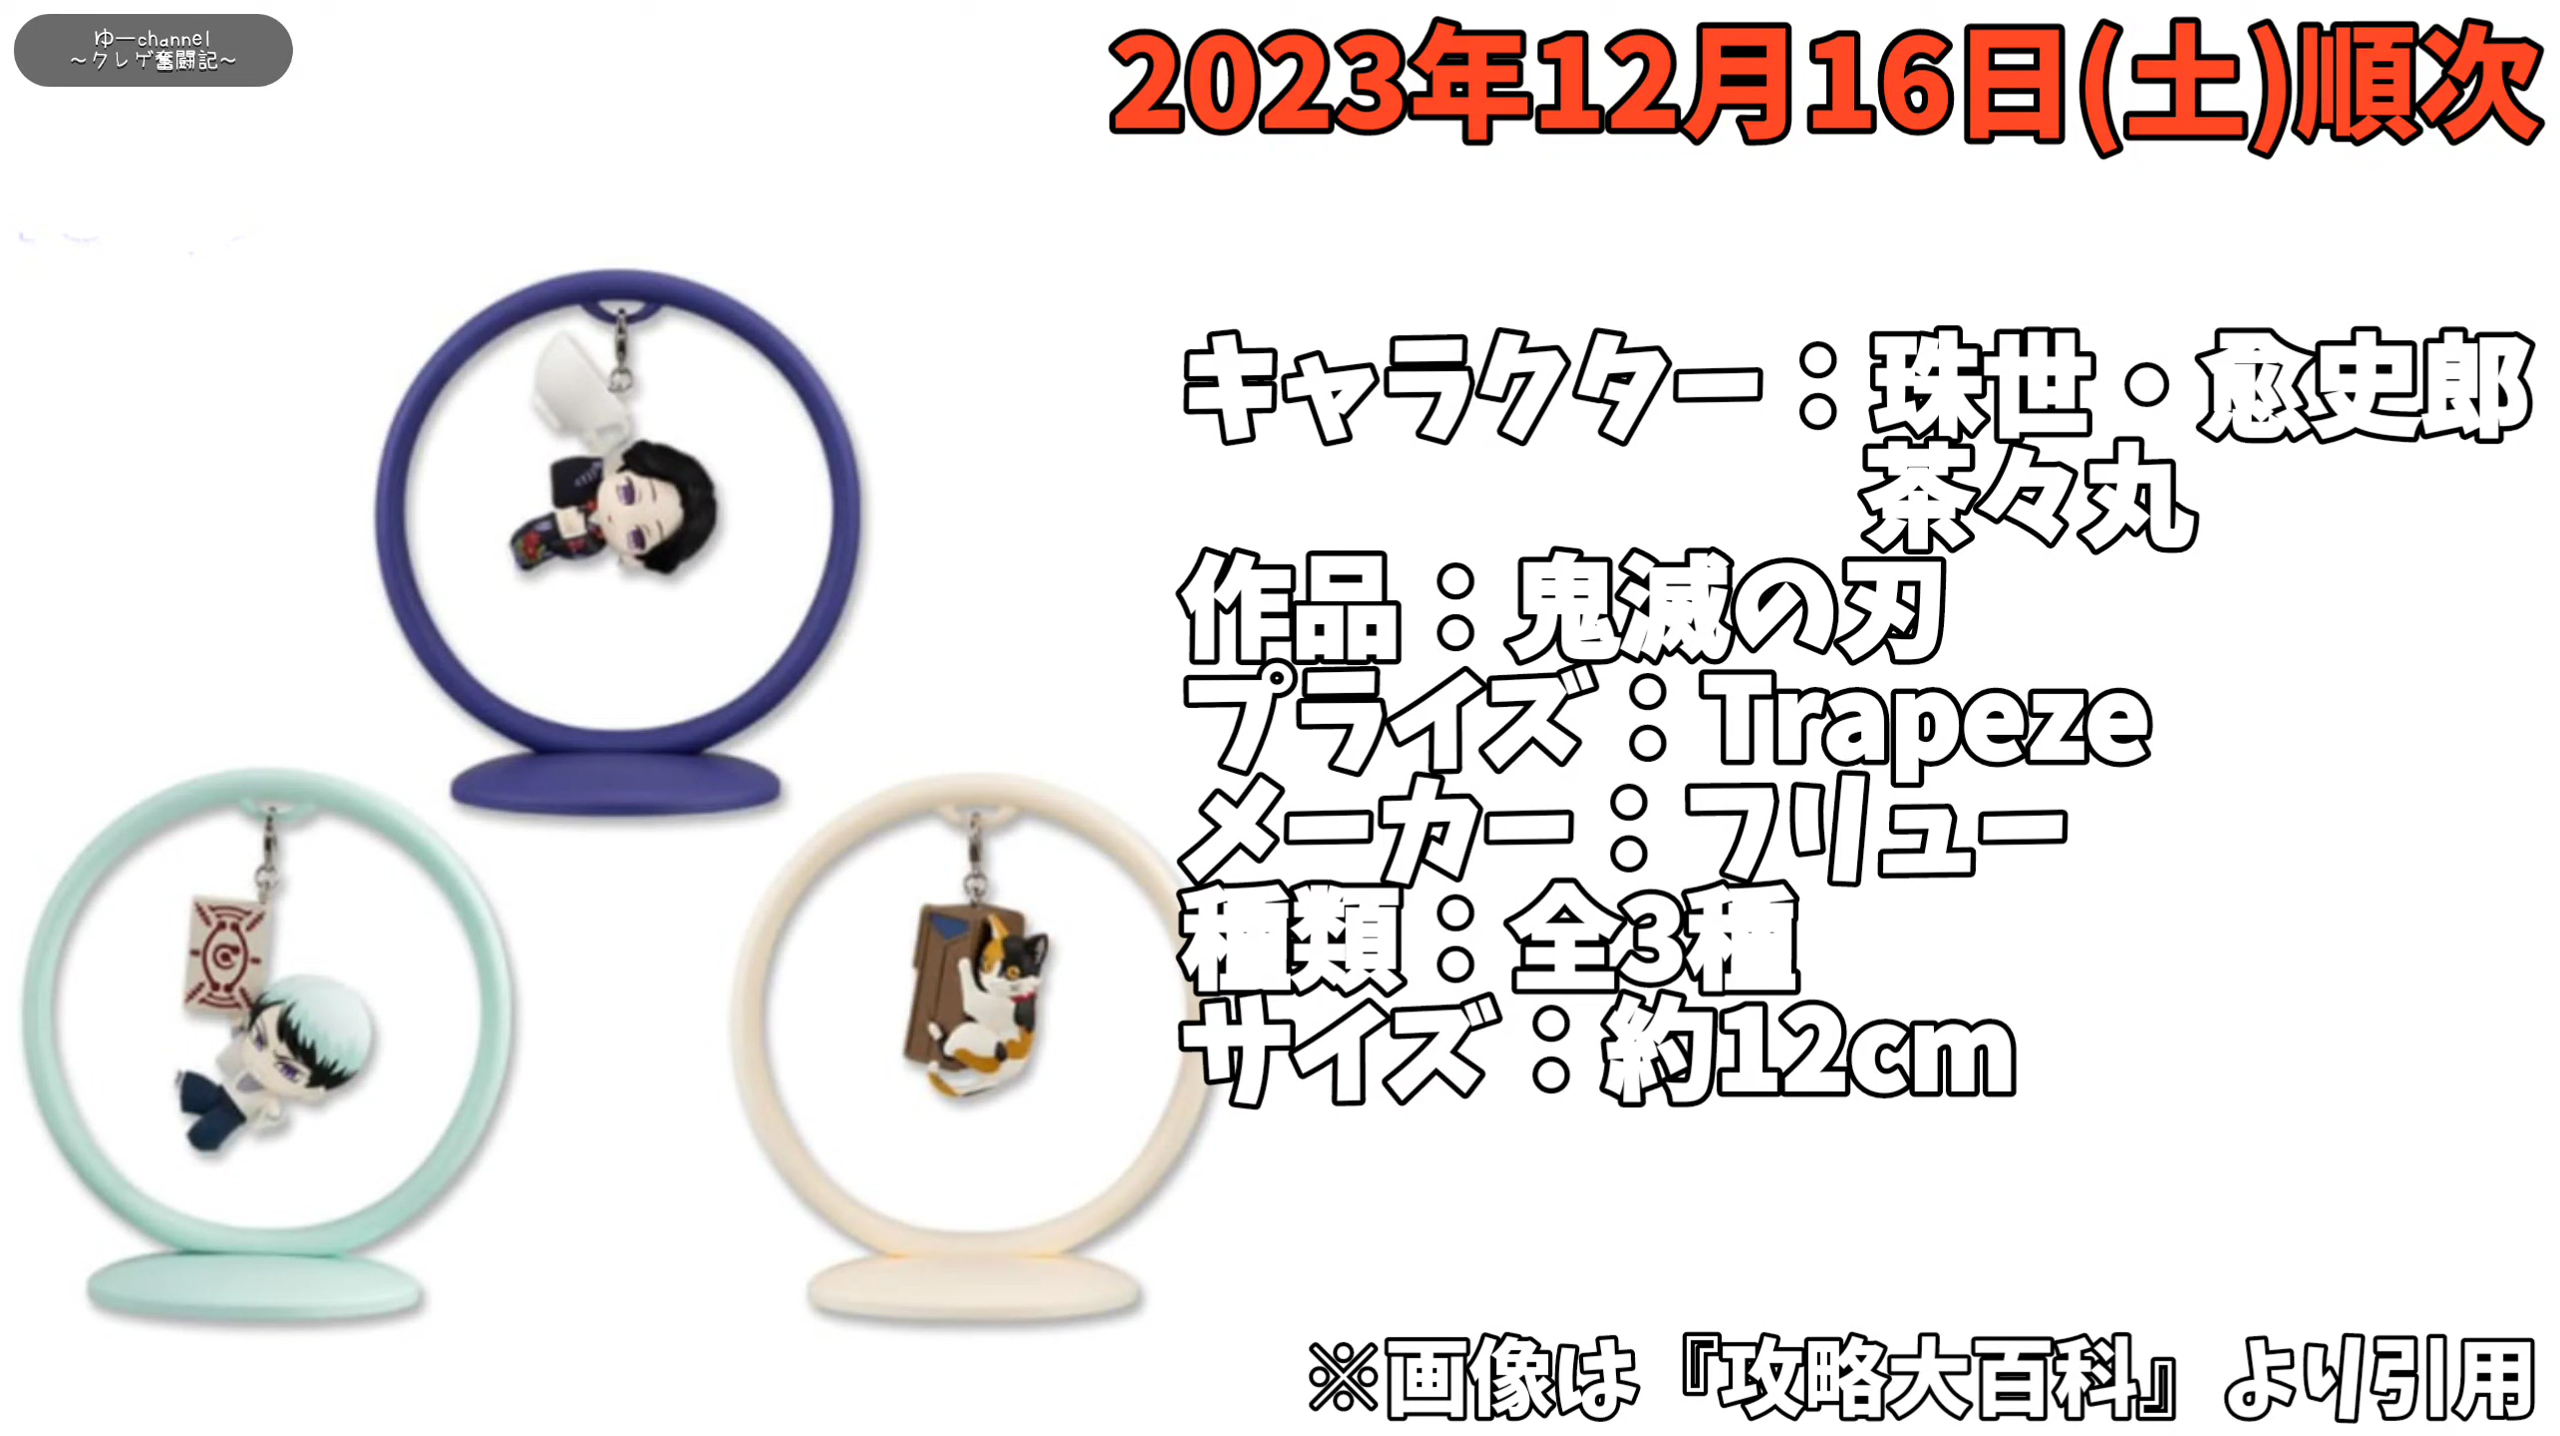 ゆーchannel
～クレゲ奮闘記～
2023年12月16日(土)順次
キャラクター：珠世・愈史郎
茶々丸
作品：鬼滅の刃
プライズ：Trapeze
メーカー：フリュー
種類：全3種
サイズ：約12cm
※画像は『攻略大百科』より引用